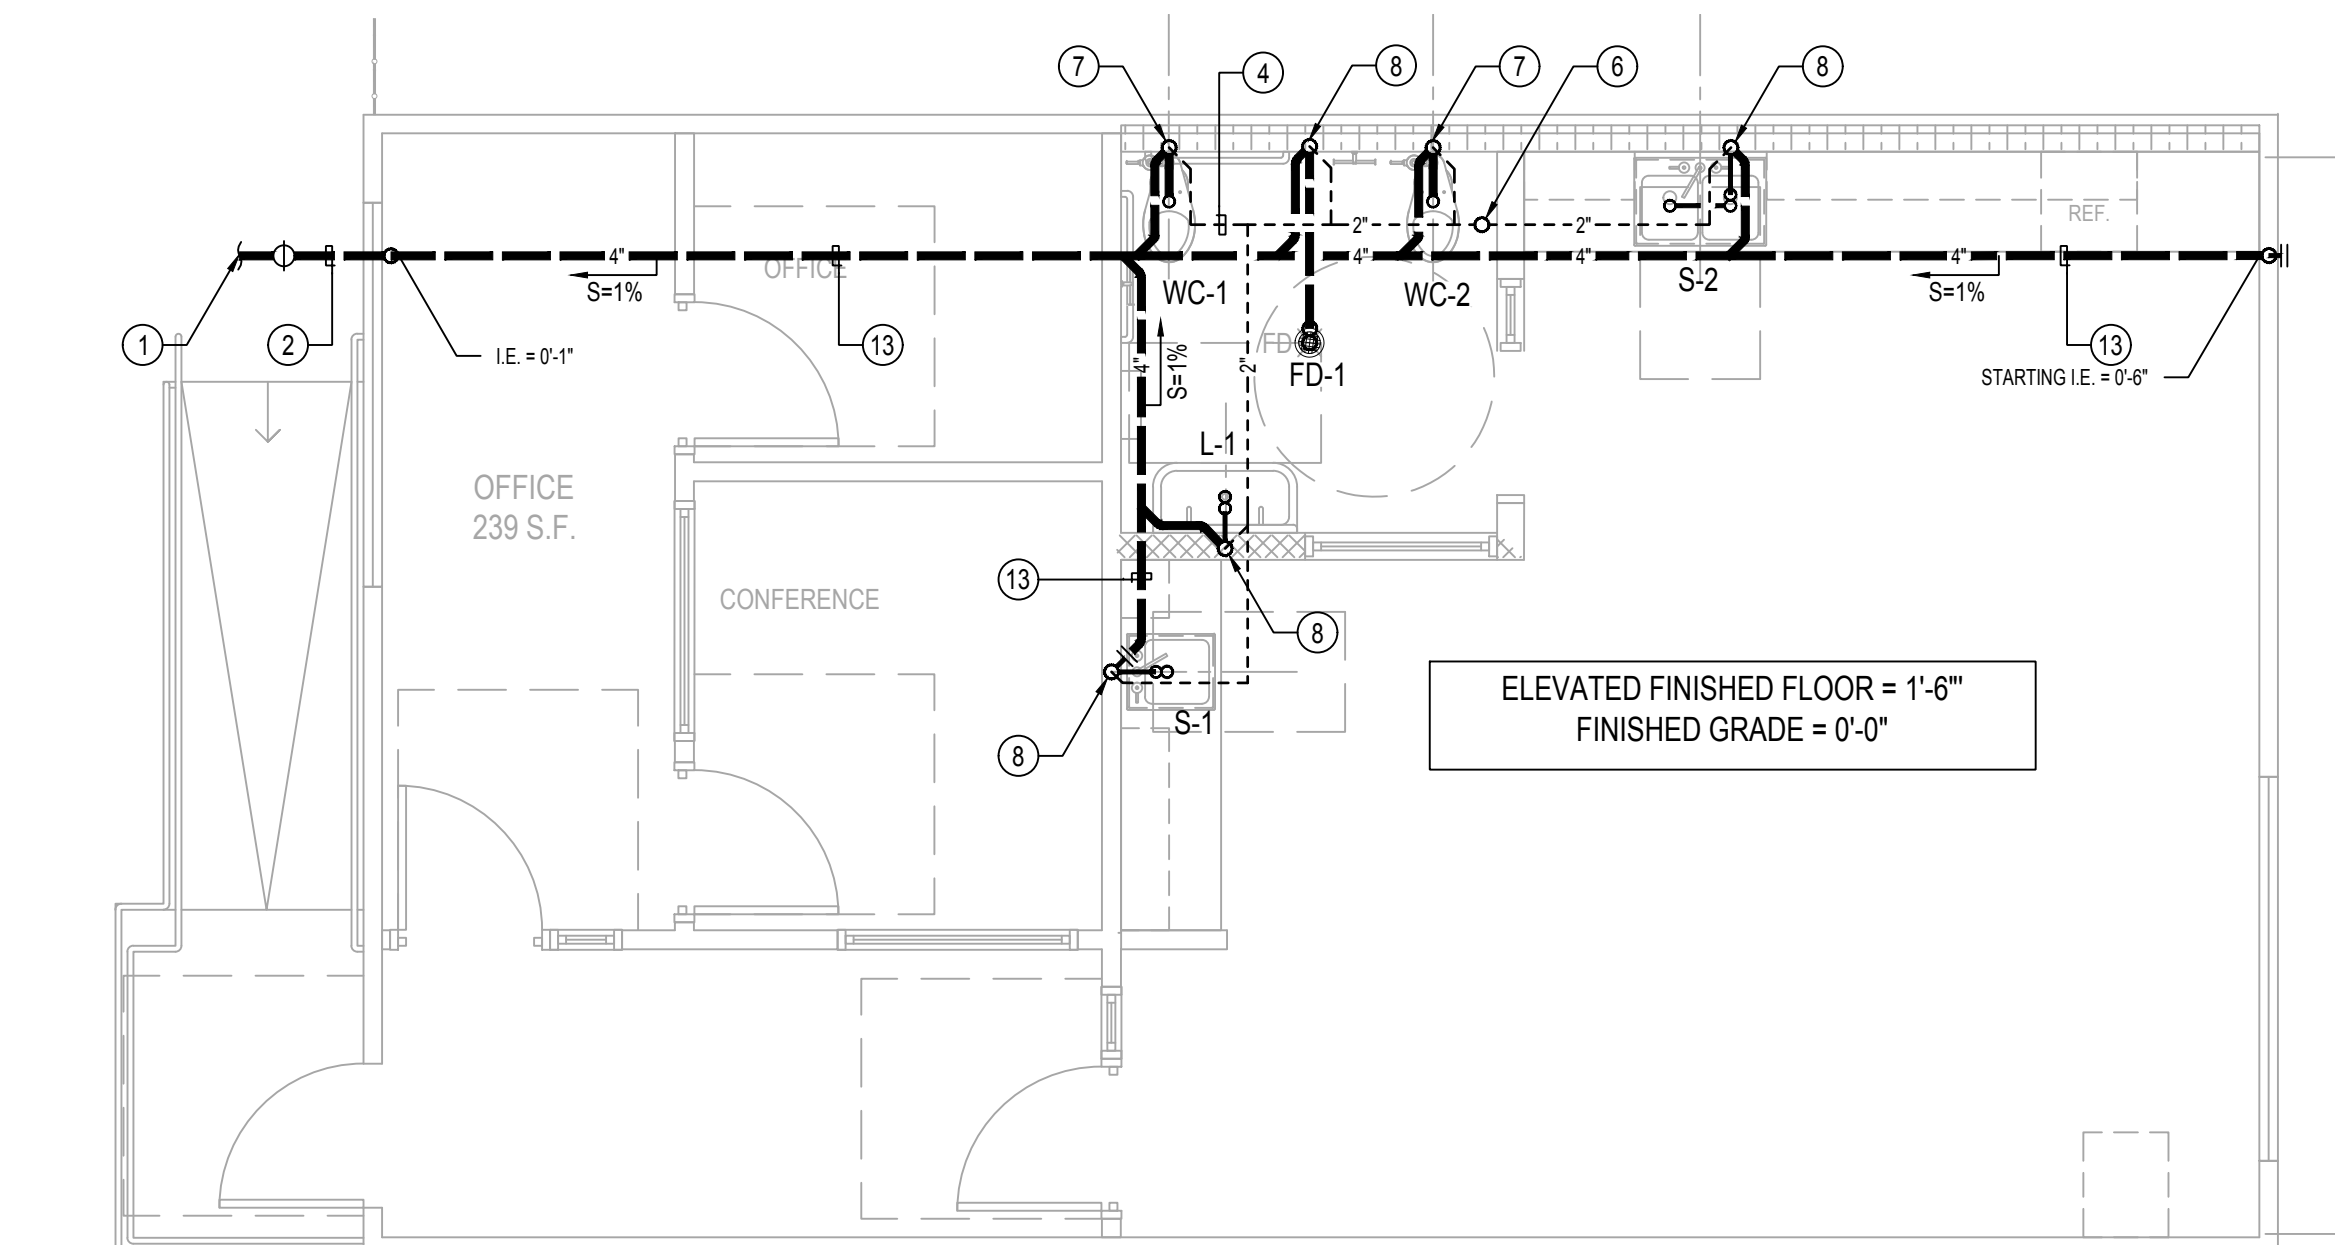 7
4
8
7
6
8
2"
2"
REF.
4"
4"
4"
4"
OFFICE
S=1%
WC-1
WC-2
S-2
S=1%
1
2
I.E. = 0'-1"
13
4"
S=1%
2"
FD
FD-1
13
STARTING I.E. = 0'-6"
L-1
OFFICE
239 S.F.
13
CONFERENCE
8
ELEVATED FINISHED FLOOR = 1'-6'"
FINISHED GRADE = 0'-0"
S-1
8